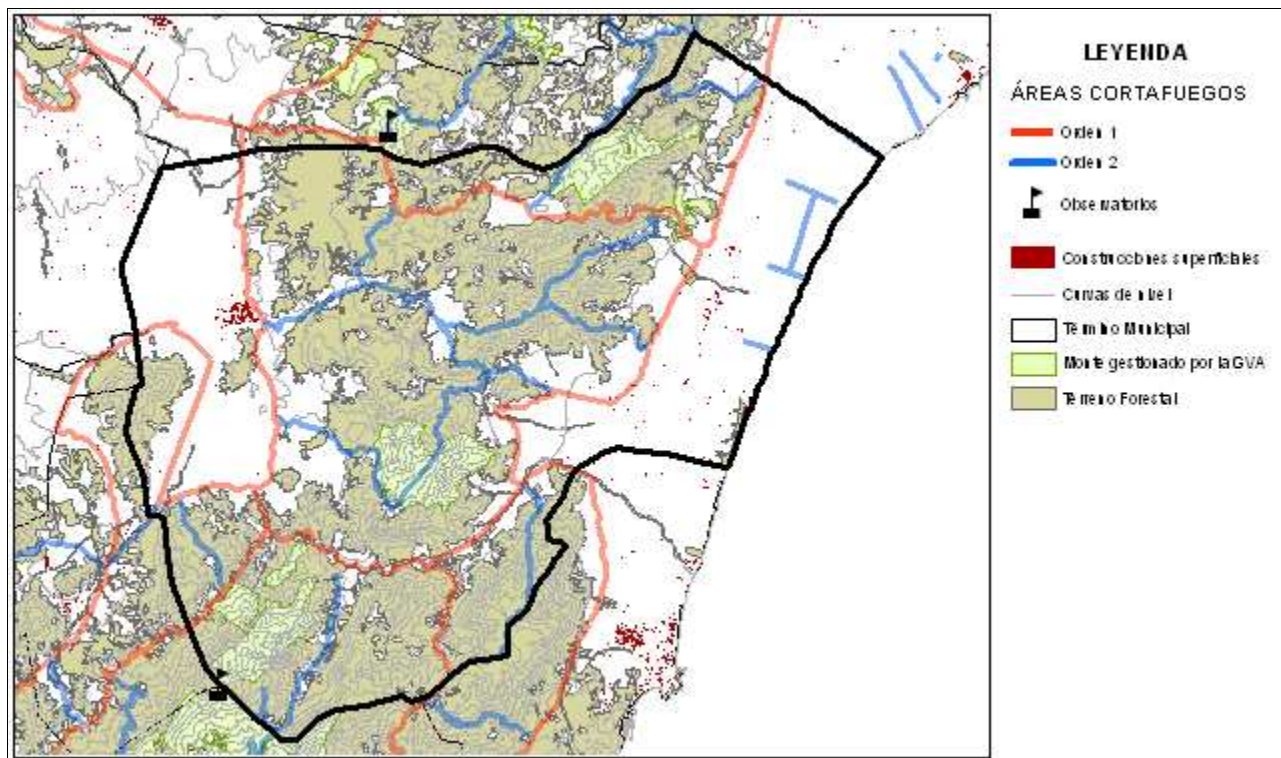 LEYENDA
ÁREAS CORTAFUEGOS
Orden 1
Orden 2
Observatorios
Construcciones superficiales
Curvas de nivel
Término Municipal
Monte gestionado por la GVA
Terreno Forestal